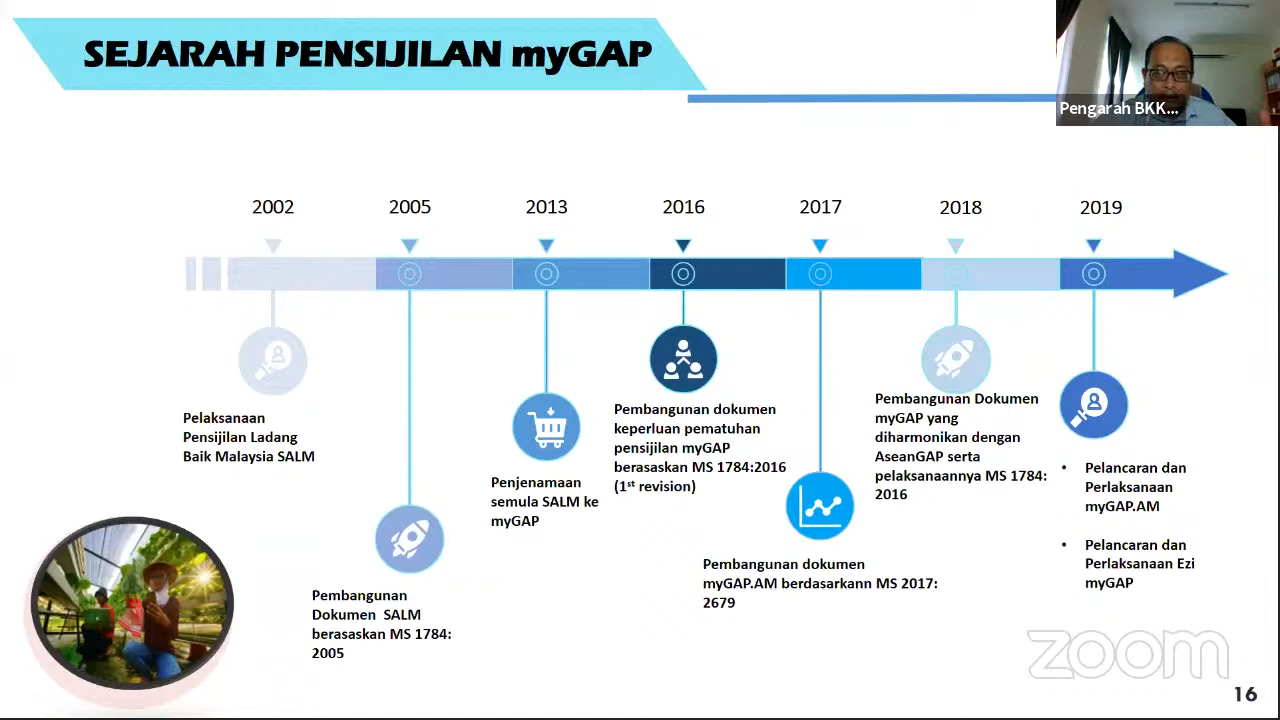 SEJARAH PENSIJILAN myGAP
Pengarah BKK...
2002
2005
2013
2016
2017
2018
2019
Pelaksanaan
Pensijilan Ladang
Baik Malaysia SALM
Pembangunan
Dokumen SALM
berasaskan MS 1784:
2005
Penjenamaan
semula SALM ke
myGAP
Pembangunan dokumen
keperluan pematuhan
pensijilan myGAP
berasaskan MS 1784:2016
(1st revision)
Pembangunan dokumen
myGAP.AM berdasarkann MS 2017:
2679
Pembangunan Dokumen
myGAP yang
diharmonikan dengan
AseanGAP serta
pelaksanaannya MS 1784:
2016
• Pelancaran dan
Perlaksanaan
myGAP.AM
• Pelancaran dan
Perlaksanaan Ezi
myGAP
zoom
16